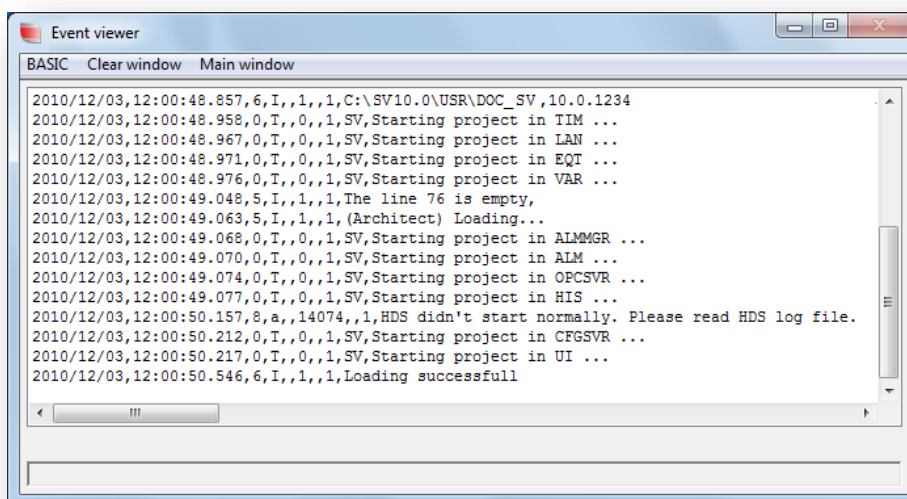 Event viewer
BASIC Clear window Main window
2010/12/03,12:00:48.857,6,I,,1,,1,C:\SV10.0\USR\DOC_SV ,10.0.1234
2010/12/03,12:00:48.958,0,T,,0,,1,SV,Starting project in TIM ...
2010/12/03,12:00:48.967,0,T,,0,,1,SV,Starting project in LAN ...
2010/12/03,12:00:48.971,0,T,,0,,1,SV,Starting project in EQT ...
2010/12/03,12:00:48.976,0,T,,0,,1,SV,Starting project in VAR ...
2010/12/03,12:00:49.048,5,I,,1,,1,The line 76 is empty,
2010/12/03,12:00:49.063,5,I,,1,,1,(Architect) Loading...
2010/12/03,12:00:49.068,0,T,,0,,1,SV,Starting project in ALMMGR ...
2010/12/03,12:00:49.070,0,T,,0,,1,SV,Starting project in ALM ...
2010/12/03,12:00:49.074,0,T,,0,,1,SV,Starting project in OPCSVR ...
2010/12/03,12:00:49.077,0,T,,0,,1,SV,Starting project in HIS ...
2010/12/03,12:00:50.157,8,a,,14074,,1,HDS didn't start normally. Please read HDS log file.
2010/12/03,12:00:50.212,0,T,,0,,1,SV,Starting project in CFGSVR ...
2010/12/03,12:00:50.217,0,T,,0,,1,SV,Starting project in UI ...
2010/12/03,12:00:50.546,6,I,,1,,1,Loading successfull